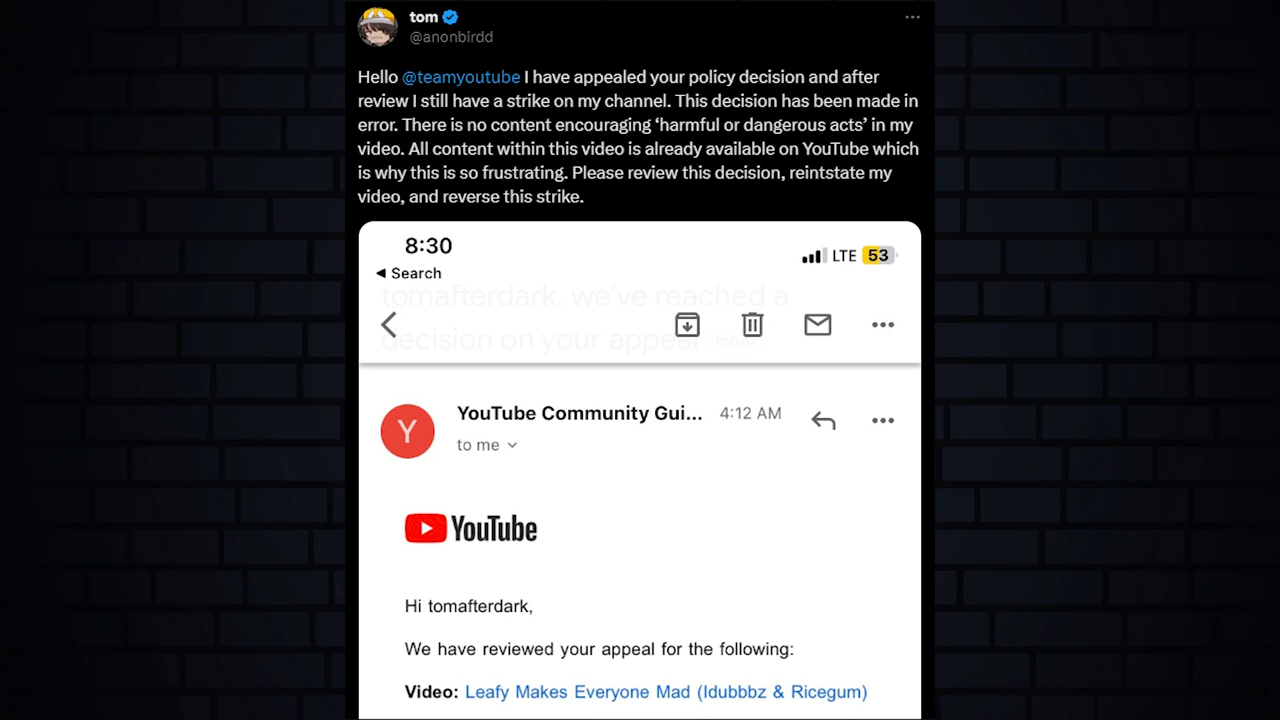 tom
@anonbirdd
Hello @teamyoutube I have appealed your policy decision and after
review I still have a strike on my channel. This decision has been made in
error. There is no content encouraging ‘harmful or dangerous acts’ in my
video. All content within this video is already available on YouTube which
is why this is so frustrating. Please review this decision, reintstate my
video, and reverse this strike.
8:30
LTE 53
◀ Search
tomafterdark, we've reached a
decision on your appeal Inbox
YouTube Community Gui... 4:12 AM
to me
Y
YouTube
Hi tomafterdark,
We have reviewed your appeal for the following:
Video: Leafy Makes Everyone Mad (Idubbbz & Ricegum)